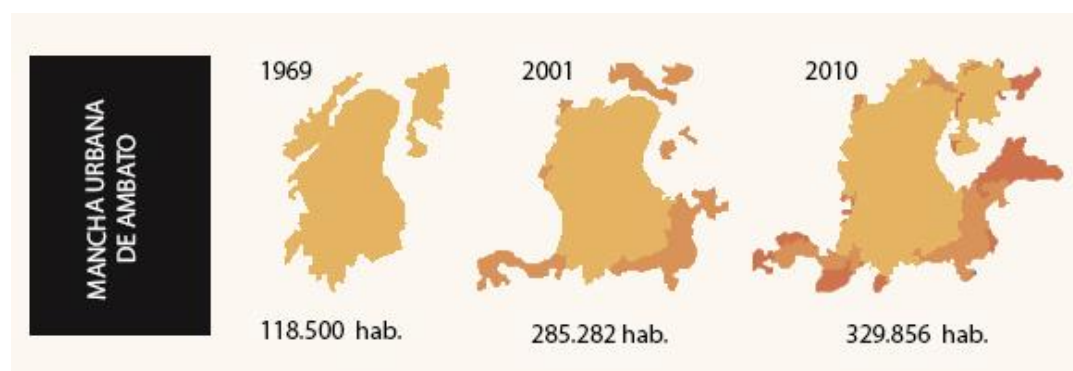 MANCHA URBANA
DE AMBATO
1969
2001
2010
118.500 hab.
285.282 hab.
329.856 hab.